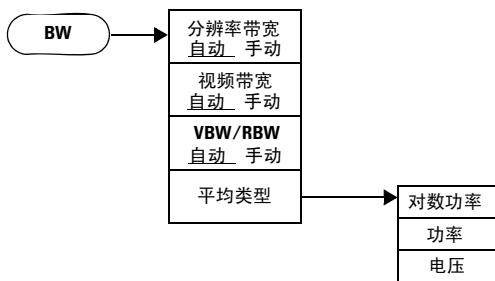 BW
分辨率带宽
自动 手动
视频带宽
自动 手动
VBW/RBW
自动 手动
平均类型
对数功率
功率
电压